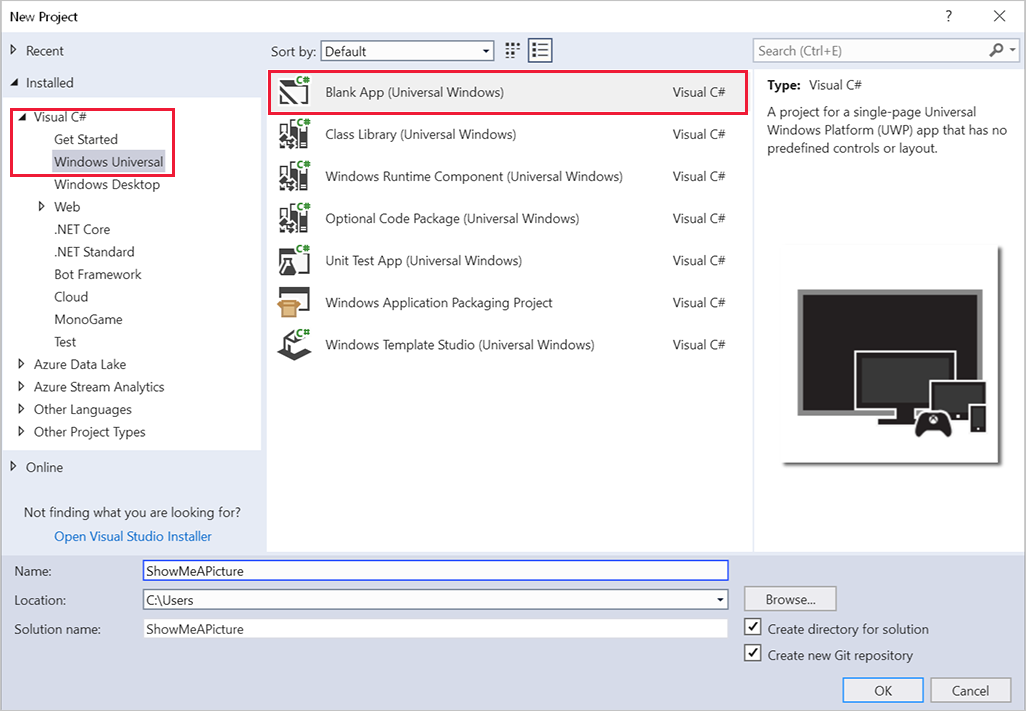 New Project
?
Recent
Installed
Visual C#
Get Started
Windows Universal
Windows Desktop
Web
.NET Core
.NET Standard
Bot Framework
Cloud
MonoGame
Test
Azure Data Lake
Azure Stream Analytics
Other Languages
Other Project Types
Online
Not finding what you are looking for?
Open Visual Studio Installer
Sort by: Default
C# Blank App (Universal Windows) Visual C#
C# Class Library (Universal Windows) Visual C#
C# Windows Runtime Component (Universal Windows) Visual C#
C# Optional Code Package (Universal Windows) Visual C#
C# Unit Test App (Universal Windows) Visual C#
Windows Application Packaging Project Visual C#
C# Windows Template Studio (Universal Windows) Visual C#
Search (Ctrl+E)
Type: Visual C#
A project for a single-page Universal
Windows Platform (UWP) app that has no
predefined controls or layout.
Name: ShowMeAPicture
Location: C:\Users
Browse...
Solution name: ShowMeAPicture
Create directory for solution
Create new Git repository
OK Cancel